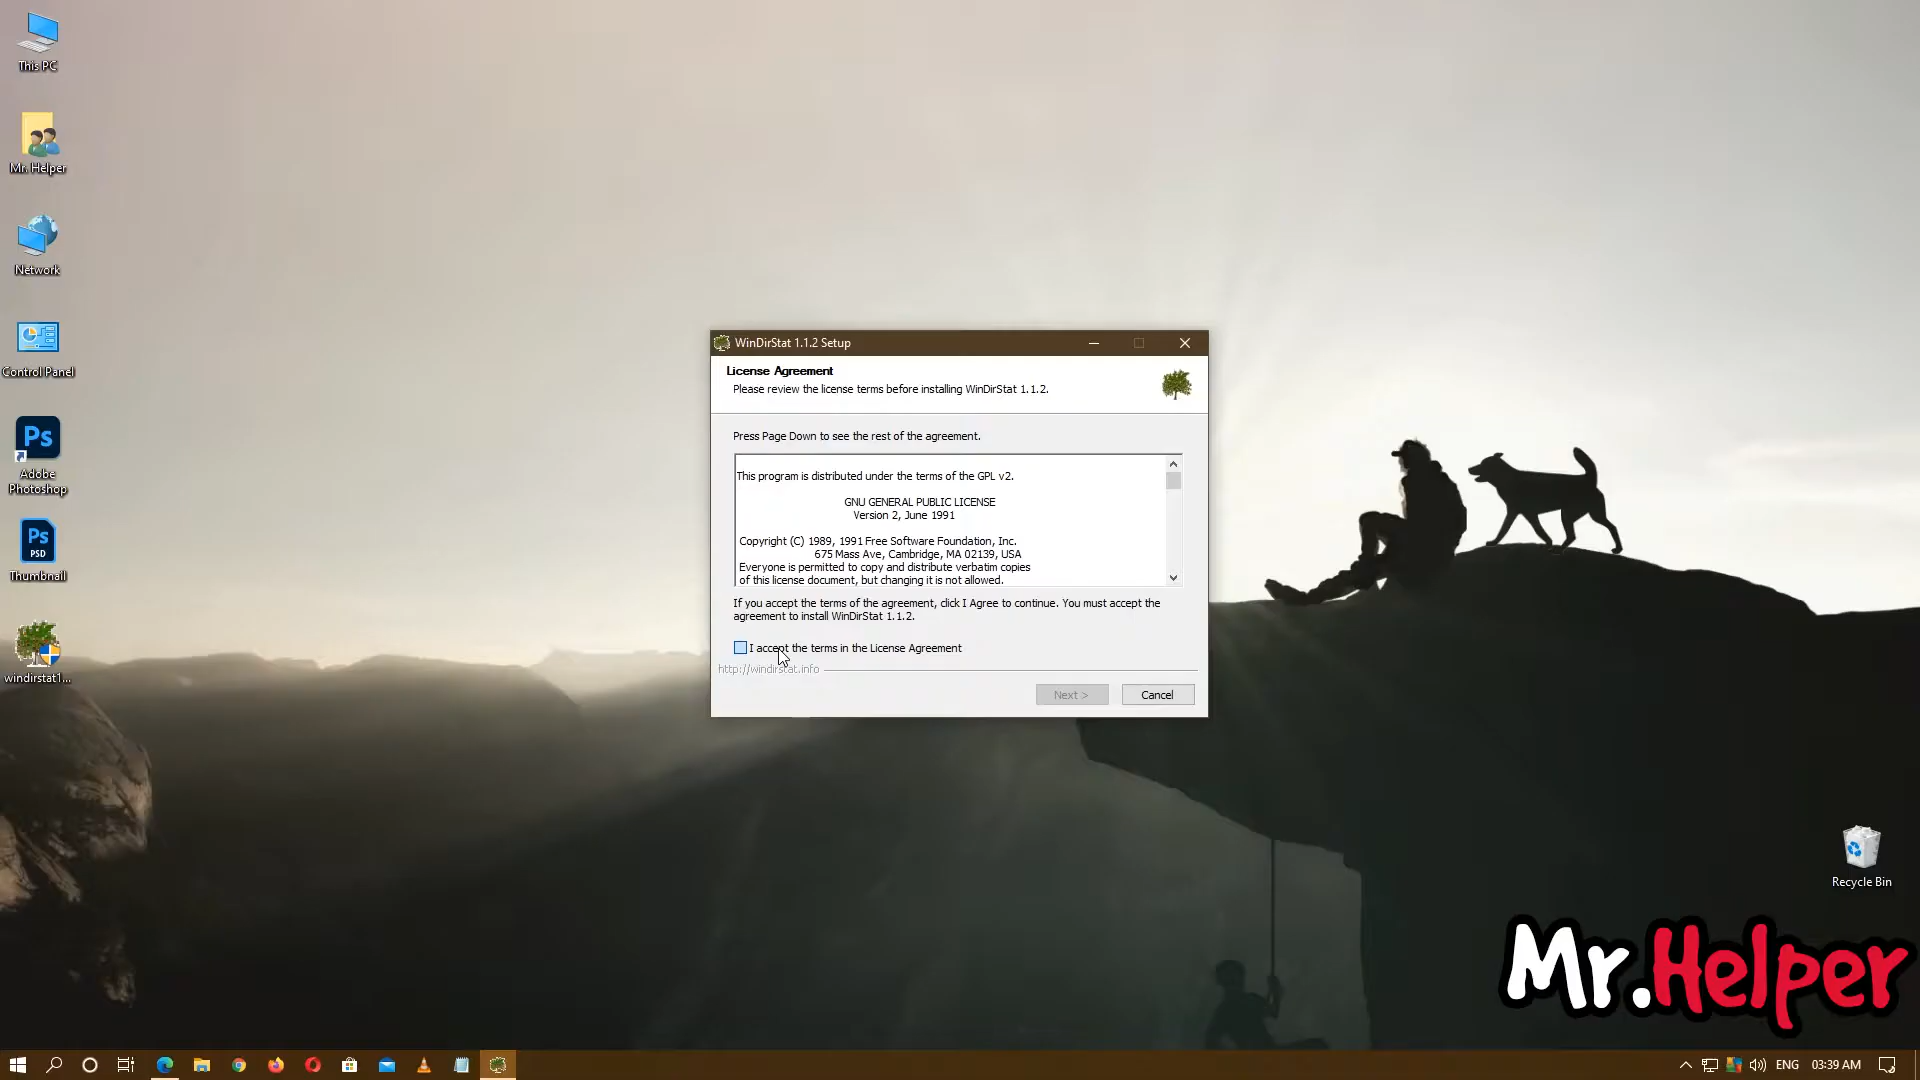 This PC
Mr. Helper
Network
Control Panel
Ps
Adobe
Photoshop
Ps
PSD
Thumbnail
windirstat1...
WinDirStat 1.1.2 Setup
License Agreement
Please review the license terms before installing WinDirStat 1.1.2.
Press Page Down to see the rest of the agreement.
This program is distributed under the terms of the GPL v2.
GNU GENERAL PUBLIC LICENSE
Version 2, June 1991
Copyright (C) 1989, 1991 Free Software Foundation, Inc.
675 Mass Ave, Cambridge, MA 02139, USA
Everyone is permitted to copy and distribute verbatim copies
of this license document, but changing it is not allowed.
If you accept the terms of the agreement, click I Agree to continue. You must accept the
agreement to install WinDirStat 1.1.2.
I accept the terms in the License Agreement
http://windirstat.info
Next >
Cancel
Recycle Bin
Mr.Helper
ENG
03:39 AM